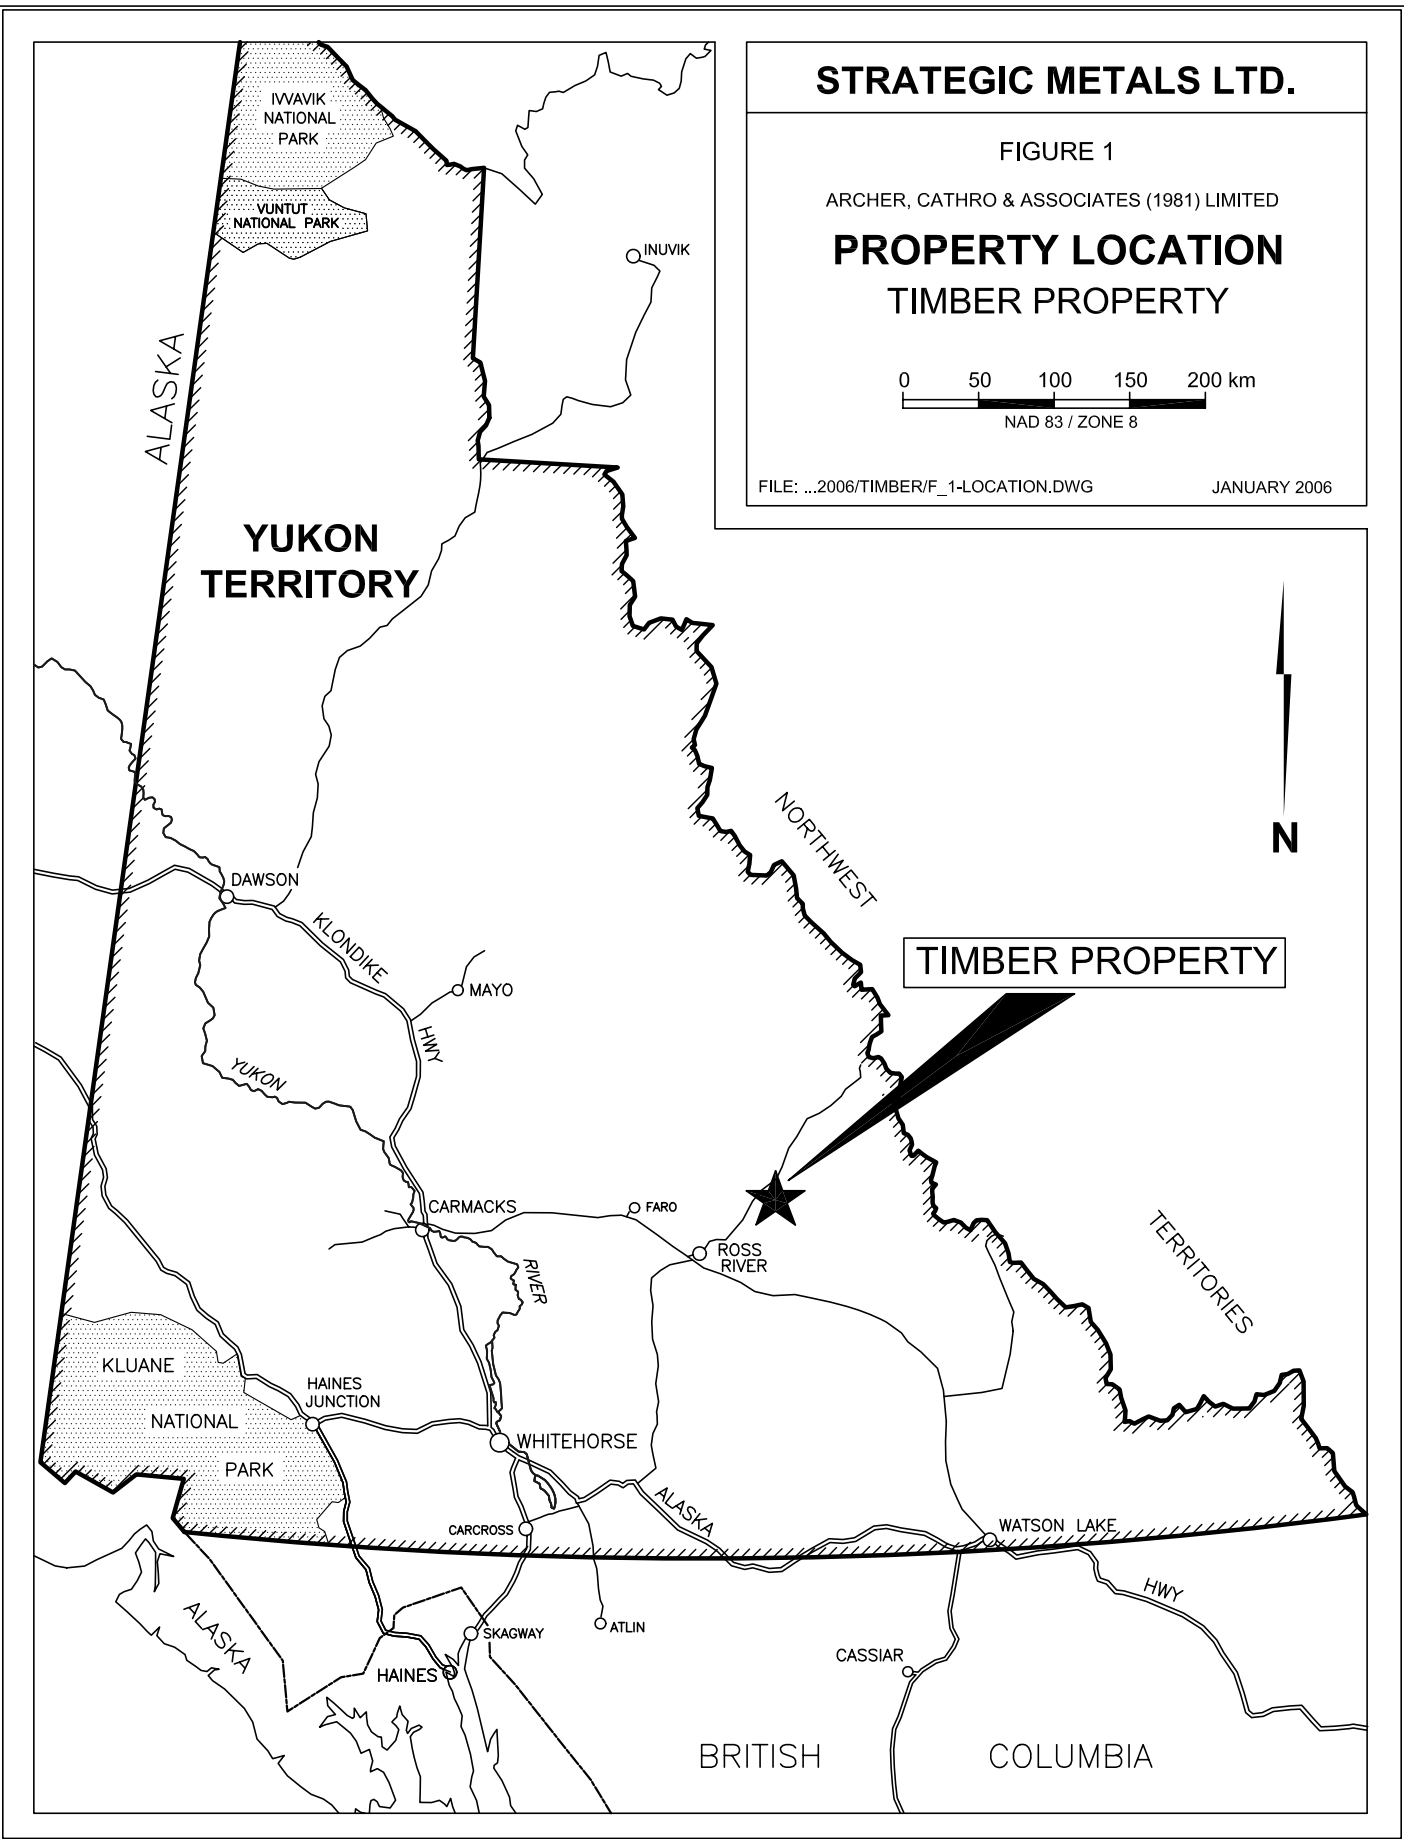 STRATEGIC METALS LTD.
FIGURE 1
ARCHER, CATHRO & ASSOCIATES (1981) LIMITED
PROPERTY LOCATION
TIMBER PROPERTY
0 50 100 150 200 km
NAD 83 / ZONE 8
FILE: ...2006/TIMBER/F_1-LOCATION.DWG
JANUARY 2006
IVVAVIK
NATIONAL
PARK
VUNTUT
NATIONAL PARK
INUVIK
ALASKA
YUKON
TERRITORY
N
NORTHWEST
TERRITORIES
DAWSON
KLONDIKE
HWY
MAYO
TIMBER PROPERTY
YUKON
RIVER
CARMACKS
FARO
ROSS
RIVER
KLUANE
NATIONAL
PARK
HAINES
JUNCTION
WHITEHORSE
ALASKA
HWY
CARCROSS
WATSON LAKE
ALASKA
SKAGWAY
ATLIN
HAINES
CASSIAR
BRITISH COLUMBIA